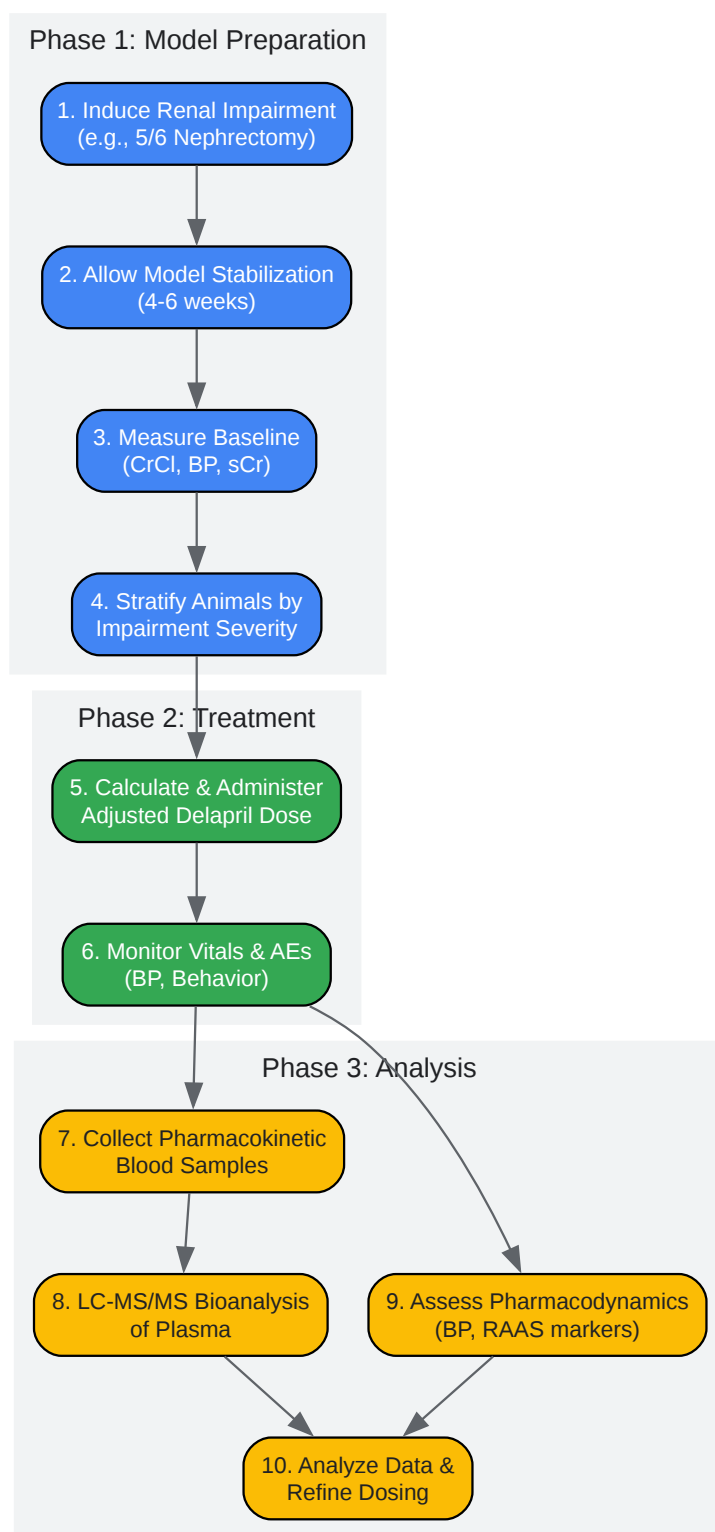 Phase 1: Model Preparation
1. Induce Renal Impairment
(e.g., 5/6 Nephrectomy)
2. Allow Model Stabilization
(4-6 weeks)
3. Measure Baseline
(CrCl, BP, sCr)
4. Stratify Animals by
Impairment Severity
Phase 2: Treatment
5. Calculate & Administer
Adjusted Delapril Dose
6. Monitor Vitals & AEs
(BP, Behavior)
Phase 3: Analysis
7. Collect Pharmacokinetic
Blood Samples
8. LC-MS/MS Bioanalysis
of Plasma
9. Assess Pharmacodynamics
(BP, RAAS markers)
10. Analyze Data &
Refine Dosing